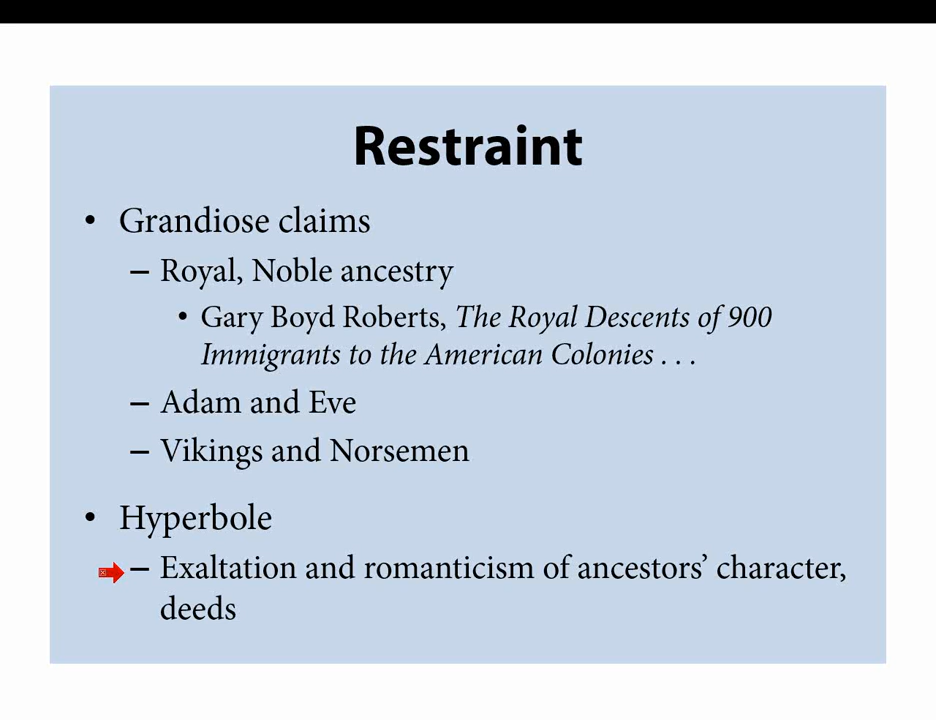 Restraint
• Grandiose claims
– Royal, Noble ancestry
• Gary Boyd Roberts, The Royal Descents of 900
Immigrants to the American Colonies . . .
– Adam and Eve
– Vikings and Norsemen
• Hyperbole
– Exaltation and romanticism of ancestors’ character,
deeds